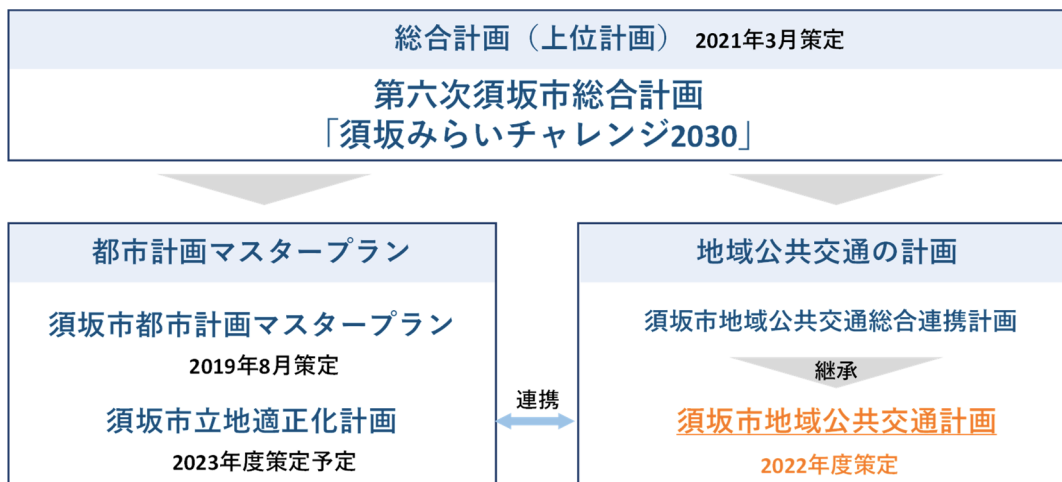 総合計画（上位計画） 2021年3月策定
第六次須坂市総合計画
「須坂みらいチャレンジ2030」
都市計画マスタープラン
須坂市都市計画マスタープラン
2019年8月策定
須坂市立地適正化計画
2023年度策定予定
連携
地域公共交通の計画
須坂市地域公共交通総合連携計画
継承
須坂市地域公共交通計画
2022年度策定